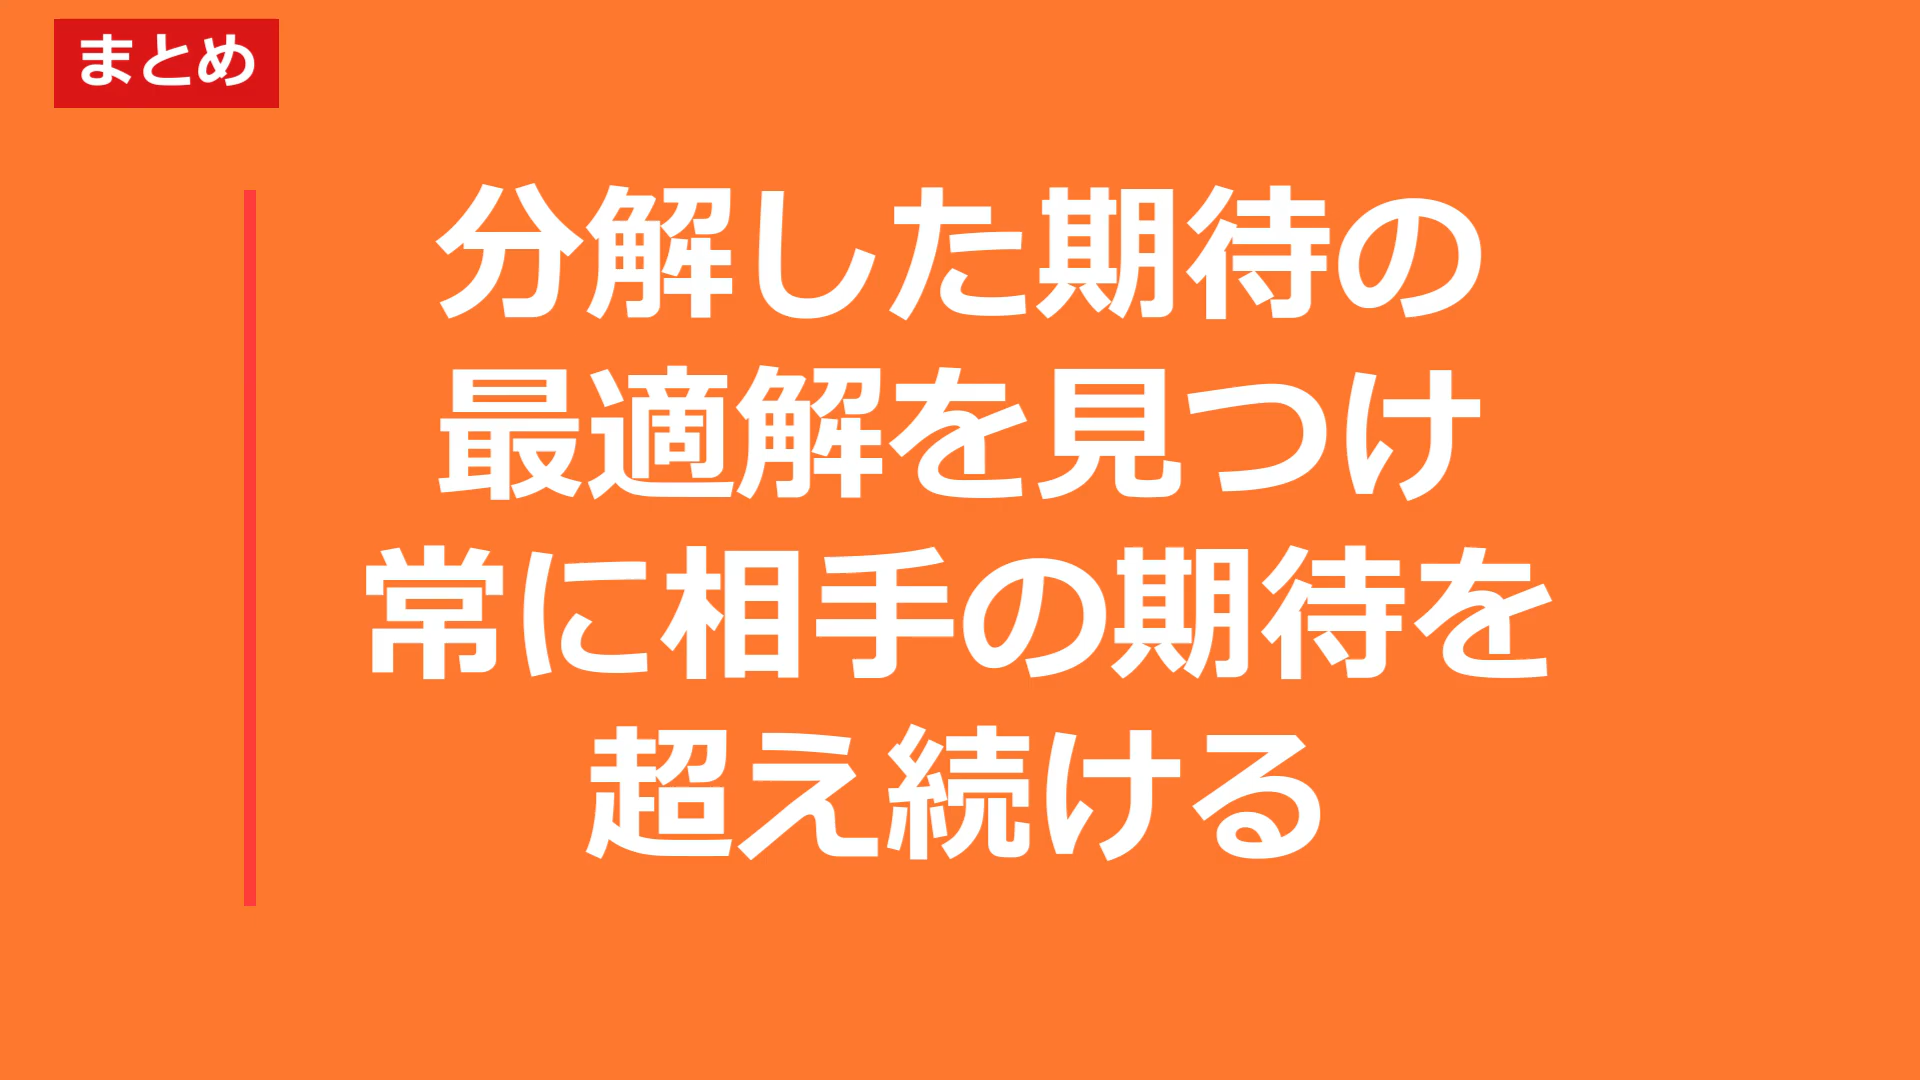 まとめ
分解した期待の
最適解を見つけ
常に相手の期待を
超え続ける